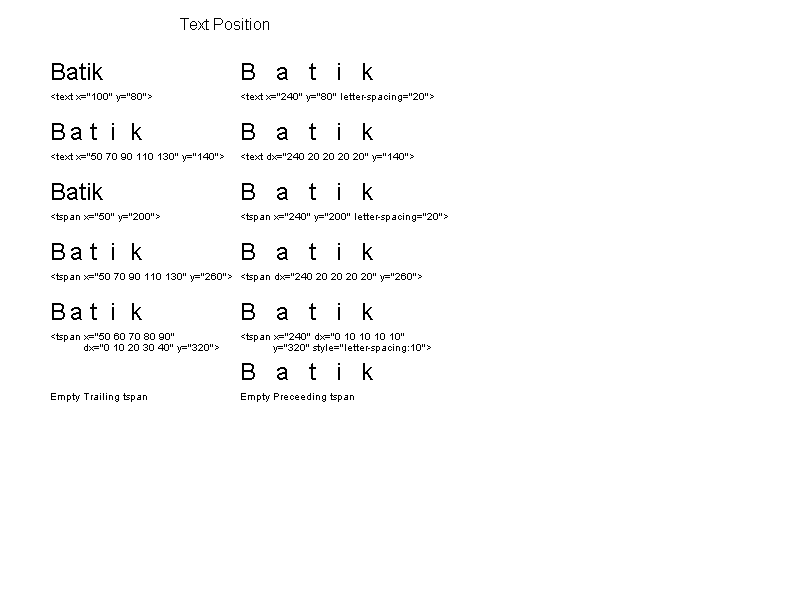 Text Position
Batik B a t i k
<text x="100" y="80"> <text x="240" y="80" letter-spacing="20">
B a t i k B a t i k
<text x="50 70 90 110 130" y="140"> <text dx="240 20 20 20 20" y="140">
Batik B a t i k
<tspan x="50" y="200"> <tspan x="240" y="200" letter-spacing="20">
B a t i k B a t i k
<tspan x="50 70 90 110 130" y="260"> <tspan dx="240 20 20 20 20" y="260">
B a t i k B a t i k
<tspan x="50 60 70 80 90" <tspan x="240" dx="0 10 10 10 10"
dx="0 10 20 30 40" y="320"> y="320" style="letter-spacing:10">
B a t i k
Empty Trailing tspan Empty Preceeding tspan